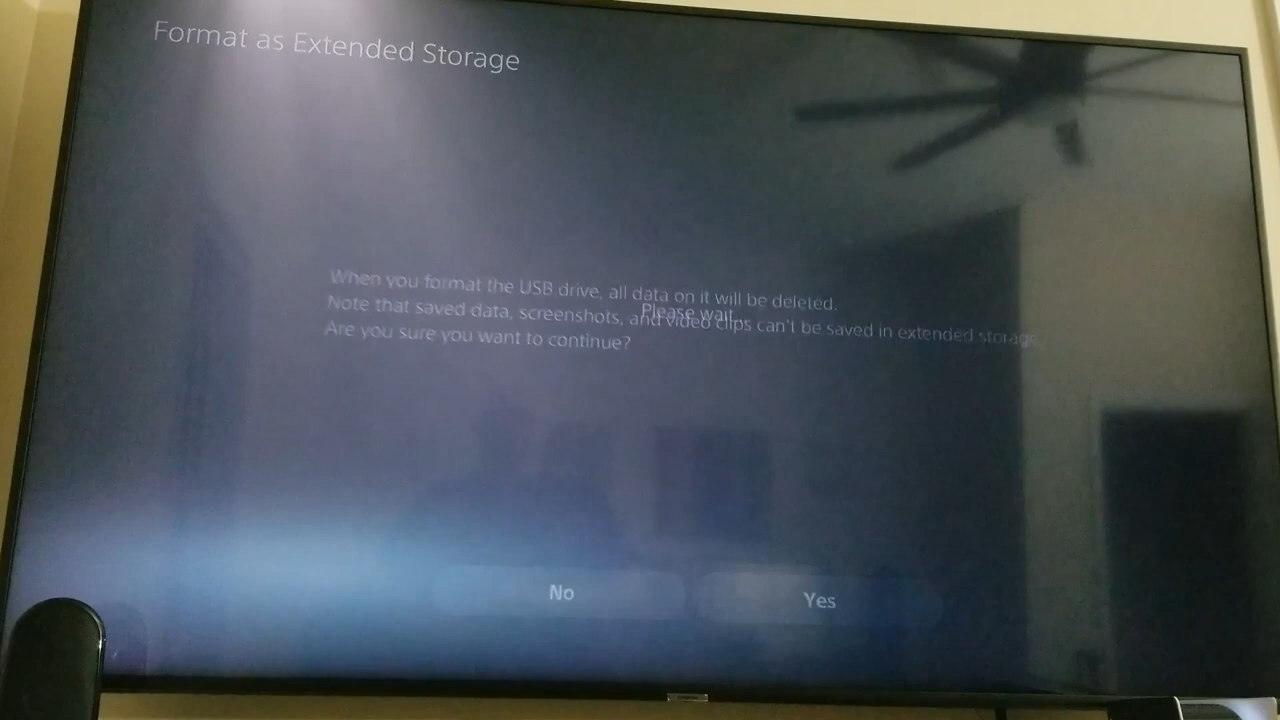 Format as Extended Storage
When you format the USB drive, all data on it will be deleted.
Please wait.
Note that saved data, screenshots, and video clips can't be saved in extended storage.
Are you sure you want to continue?
No
Yes